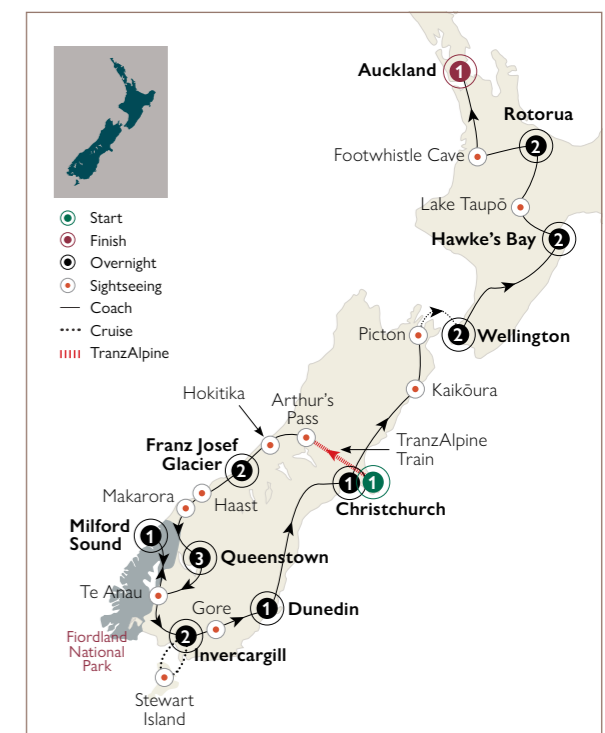 Auckland
1
Rotorua
2
Footwhistle Cave
Lake Taupō
Hawke's Bay
2
Start
Finish
Overnight
Sightseeing
Coach
Cruise
TranzAlpine
Picton
2
Wellington
Kaikōura
Hokitika
Arthur's
Pass
TranzAlpine
Train
Franz Josef
Glacier
2
1
1
Christchurch
Makarora
Haast
Milford
Sound
1
3
Queenstown
Te Anau
Gore
1
Dunedin
Fiordland
National
Park
2
Invercargill
Stewart
Island